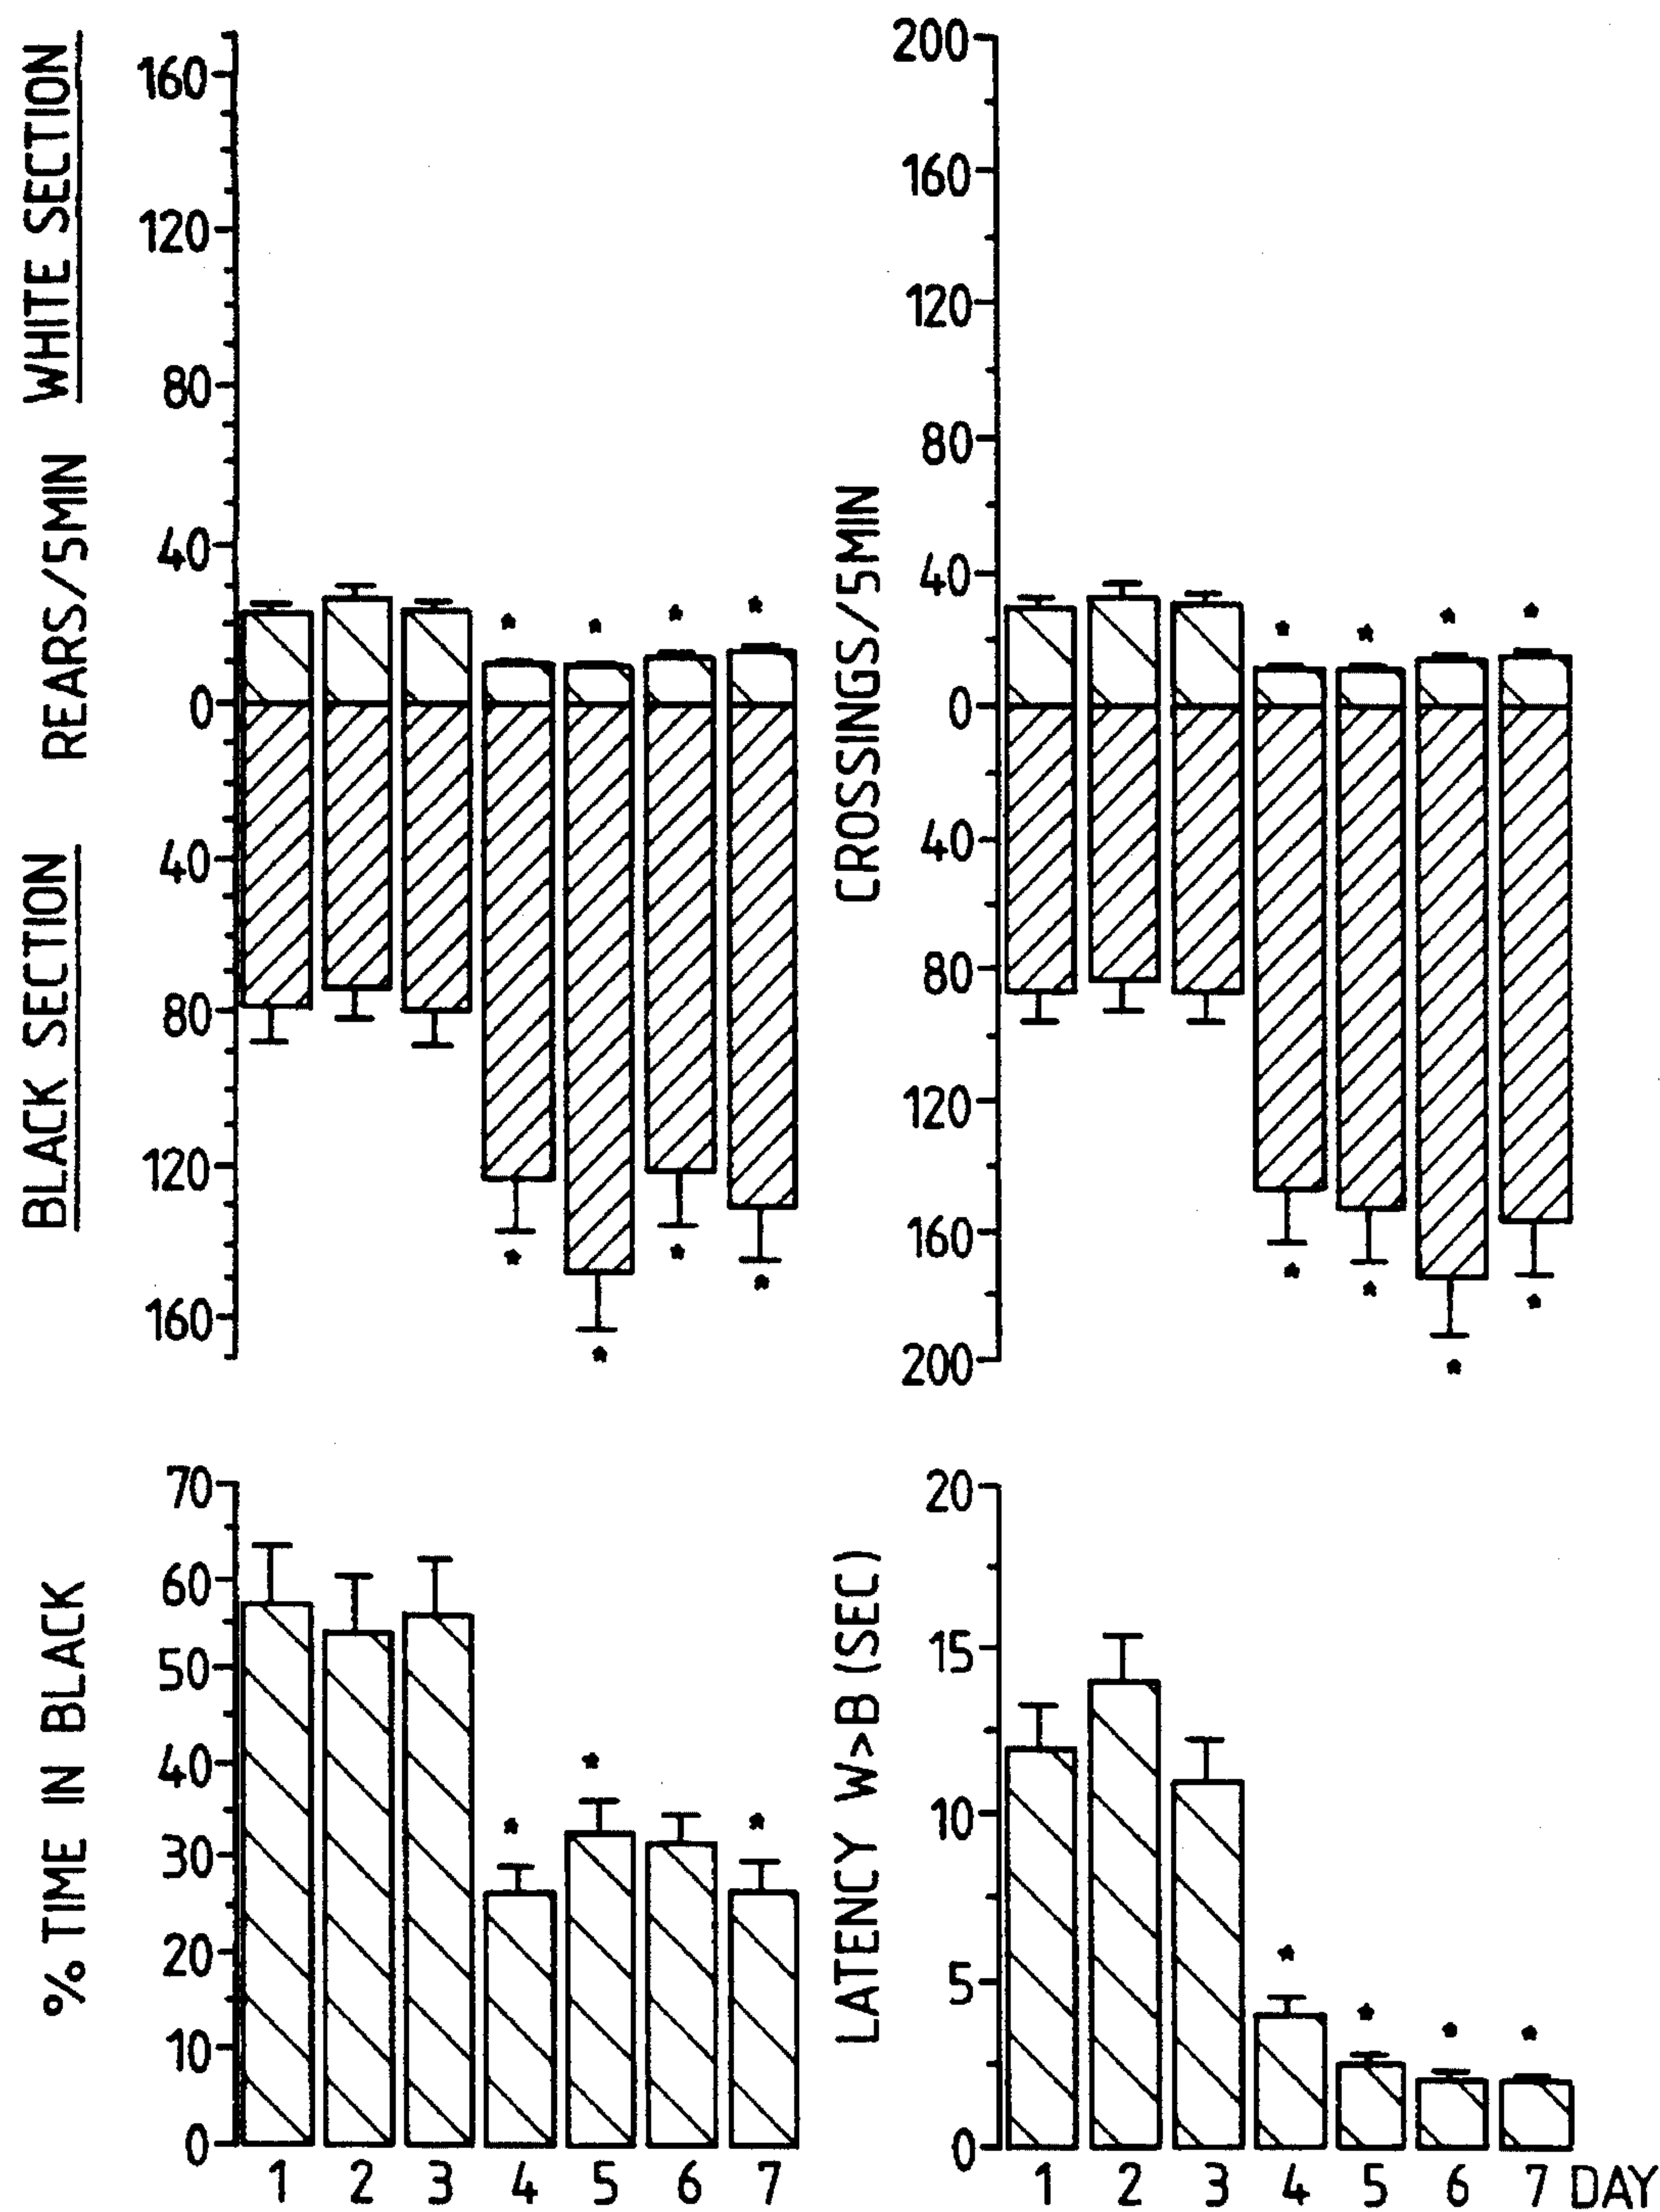 WHITE SECTION
REARS/5MIN
BLACK SECTION
160
120
80
40
0
40
80
120
160
* * * *
* * * *
CROSSINGS/5MIN
200
160
120
80
40
0
40
80
120
160
200
* * * *
* * * *
% TIME IN BLACK
70
60
50
40
30
20
10
0
* * *
1 2 3 4 5 6 7
LATENCY W>B (SEC)
20
15
10
5
0
* * * *
1 2 3 4 5 6 7 DAY